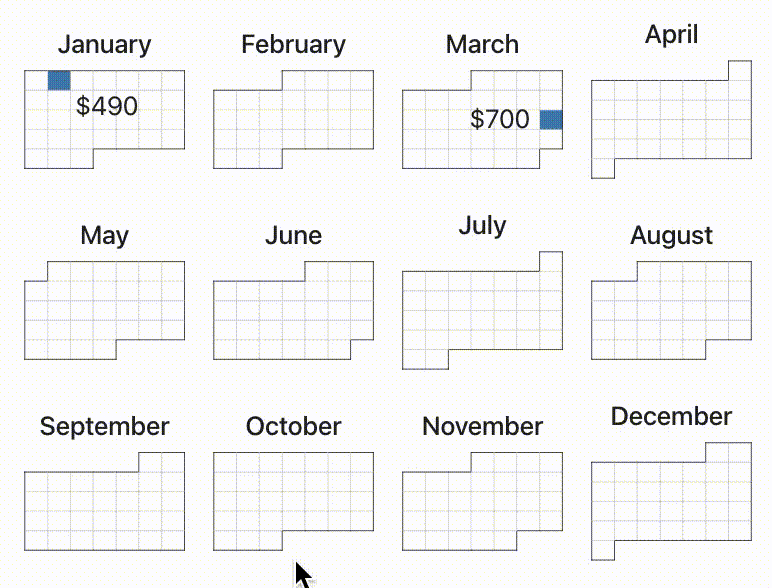 January
February
March
April
$490
$700
May
June
July
August
September
October
November
December